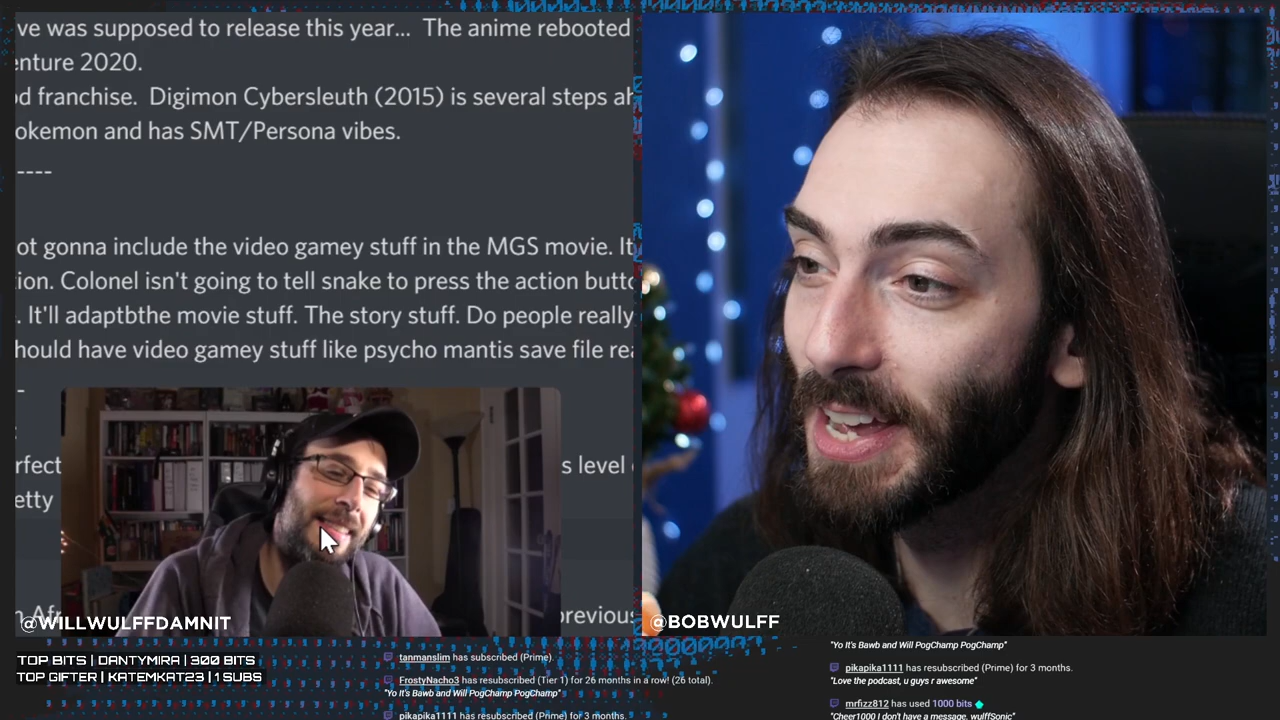 ve was supposed to release this year... The anime rebooted
enture 2020.
od franchise. Digimon Cybersleuth (2015) is several steps ah
okemon and has SMT/Persona vibes.
----
ot gonna include the video gamey stuff in the MGS movie. It
ion. Colonel isn't going to tell snake to press the action butto
. It'll adaptbthe movie stuff. The story stuff. Do people really
hould have video gamey stuff like psycho mantis save file rea
-
rfect
s level
etty
n Afr
previous
@WILLWULFFDAMNIT
@BOBWULFF
TOP BITS | DANTYMIRA | 300 BITS
TOP GIFTER | KATEMKAT23 | 1 SUBS
tanmanslim has subscribed (Prime).
FrostyNacho3 has resubscribed (Tier 1) for 26 months in a row! (26 total).
"Yo It's Bawb and Will PogChamp PogChamp"
pikapika1111 has resubscribed (Prime) for 3 months.
"Yo It's Bawb and Will PogChamp PogChamp"
pikapika1111 has resubscribed (Prime) for 3 months.
"Love the podcast, u guys r awesome"
mrfizz812 has used 1000 bits
"Cheer1000 I don't have a message, wulffSonic"